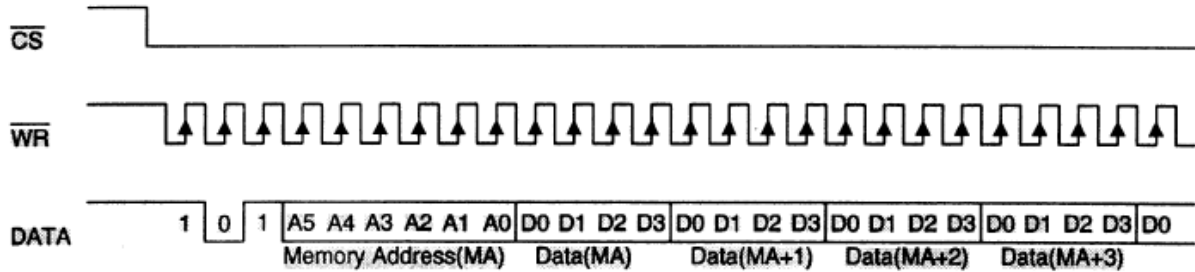 CS
WR
DATA 1 0 1 A5 A4 A3 A2 A1 A0 D0 D1 D2 D3 D0 D1 D2 D3 D0 D1 D2 D3 D0 D1 D2 D3 D0
Memory Address(MA) Data(MA) Data(MA+1) Data(MA+2) Data(MA+3)